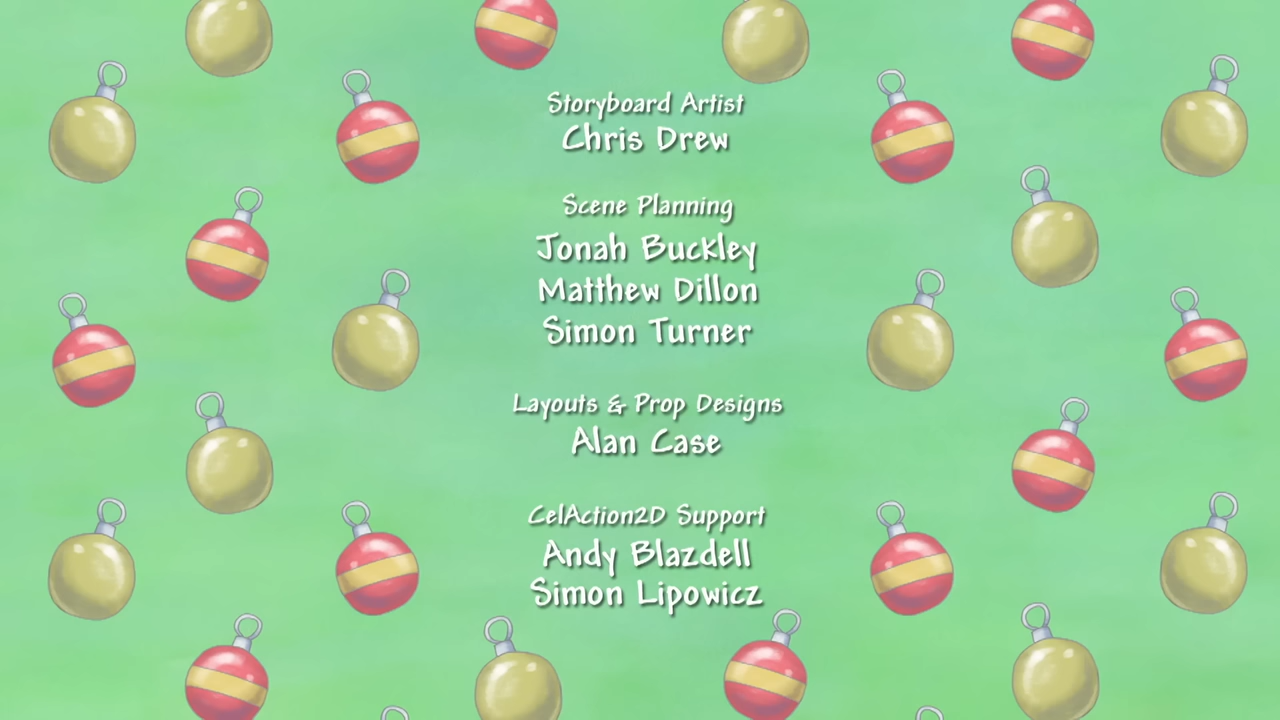 Storyboard Artist
Chris Drew
Scene Planning
Jonah Buckley
Matthew Dillon
Simon Turner
Layouts & Prop Designs
Alan Case
CelAction2D Support
Andy Blazdell
Simon Lipowicz